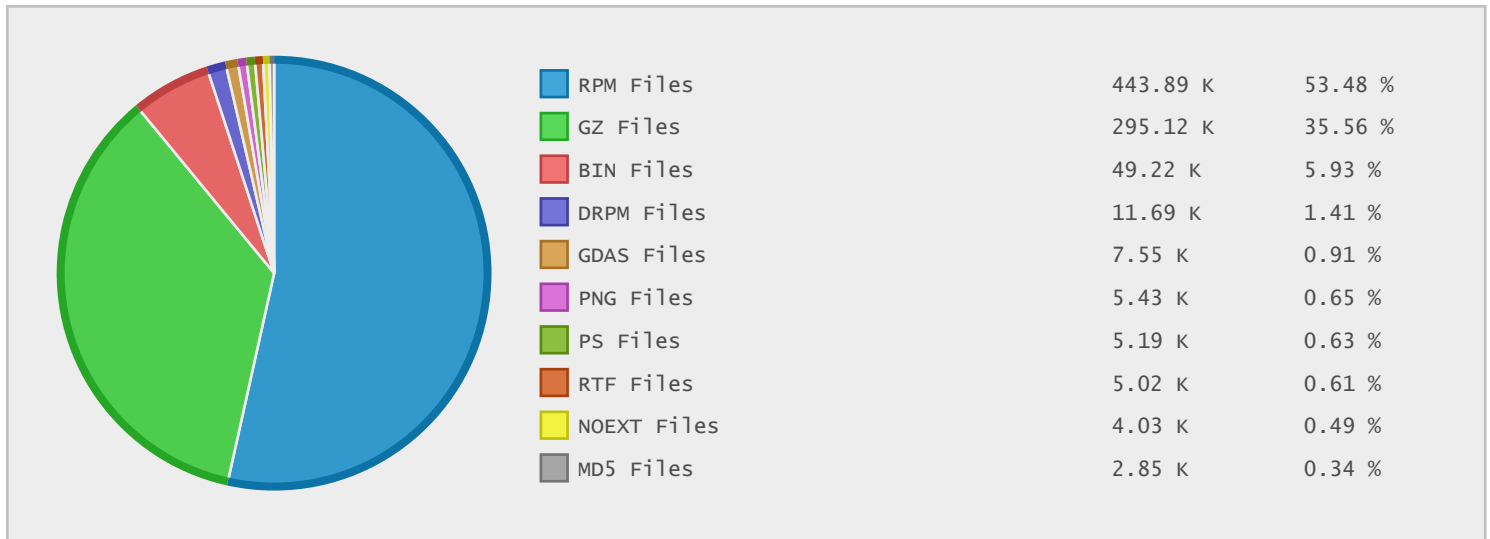 RPM Files 443.89 K 53.48 %
GZ Files 295.12 K 35.56 %
BIN Files 49.22 K 5.93 %
DRPM Files 11.69 K 1.41 %
GDAS Files 7.55 K 0.91 %
PNG Files 5.43 K 0.65 %
PS Files 5.19 K 0.63 %
RTF Files 5.02 K 0.61 %
NOEXT Files 4.03 K 0.49 %
MD5 Files 2.85 K 0.34 %